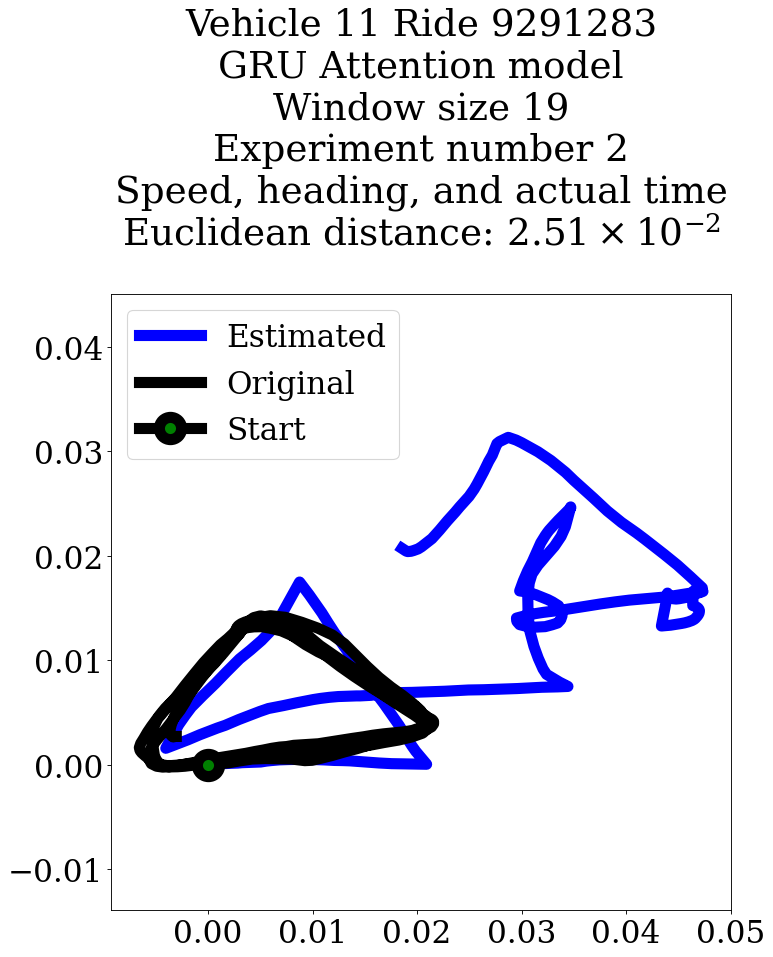 Vehicle 11 Ride 9291283
GRU Attention model
Window size 19
Experiment number 2
Speed, heading, and actual time
Euclidean distance: 2.51 × 10⁻²
Estimated
Original
Start
0.04
0.03
0.02
0.01
0.00
−0.01
0.00 0.01 0.02 0.03 0.04 0.05